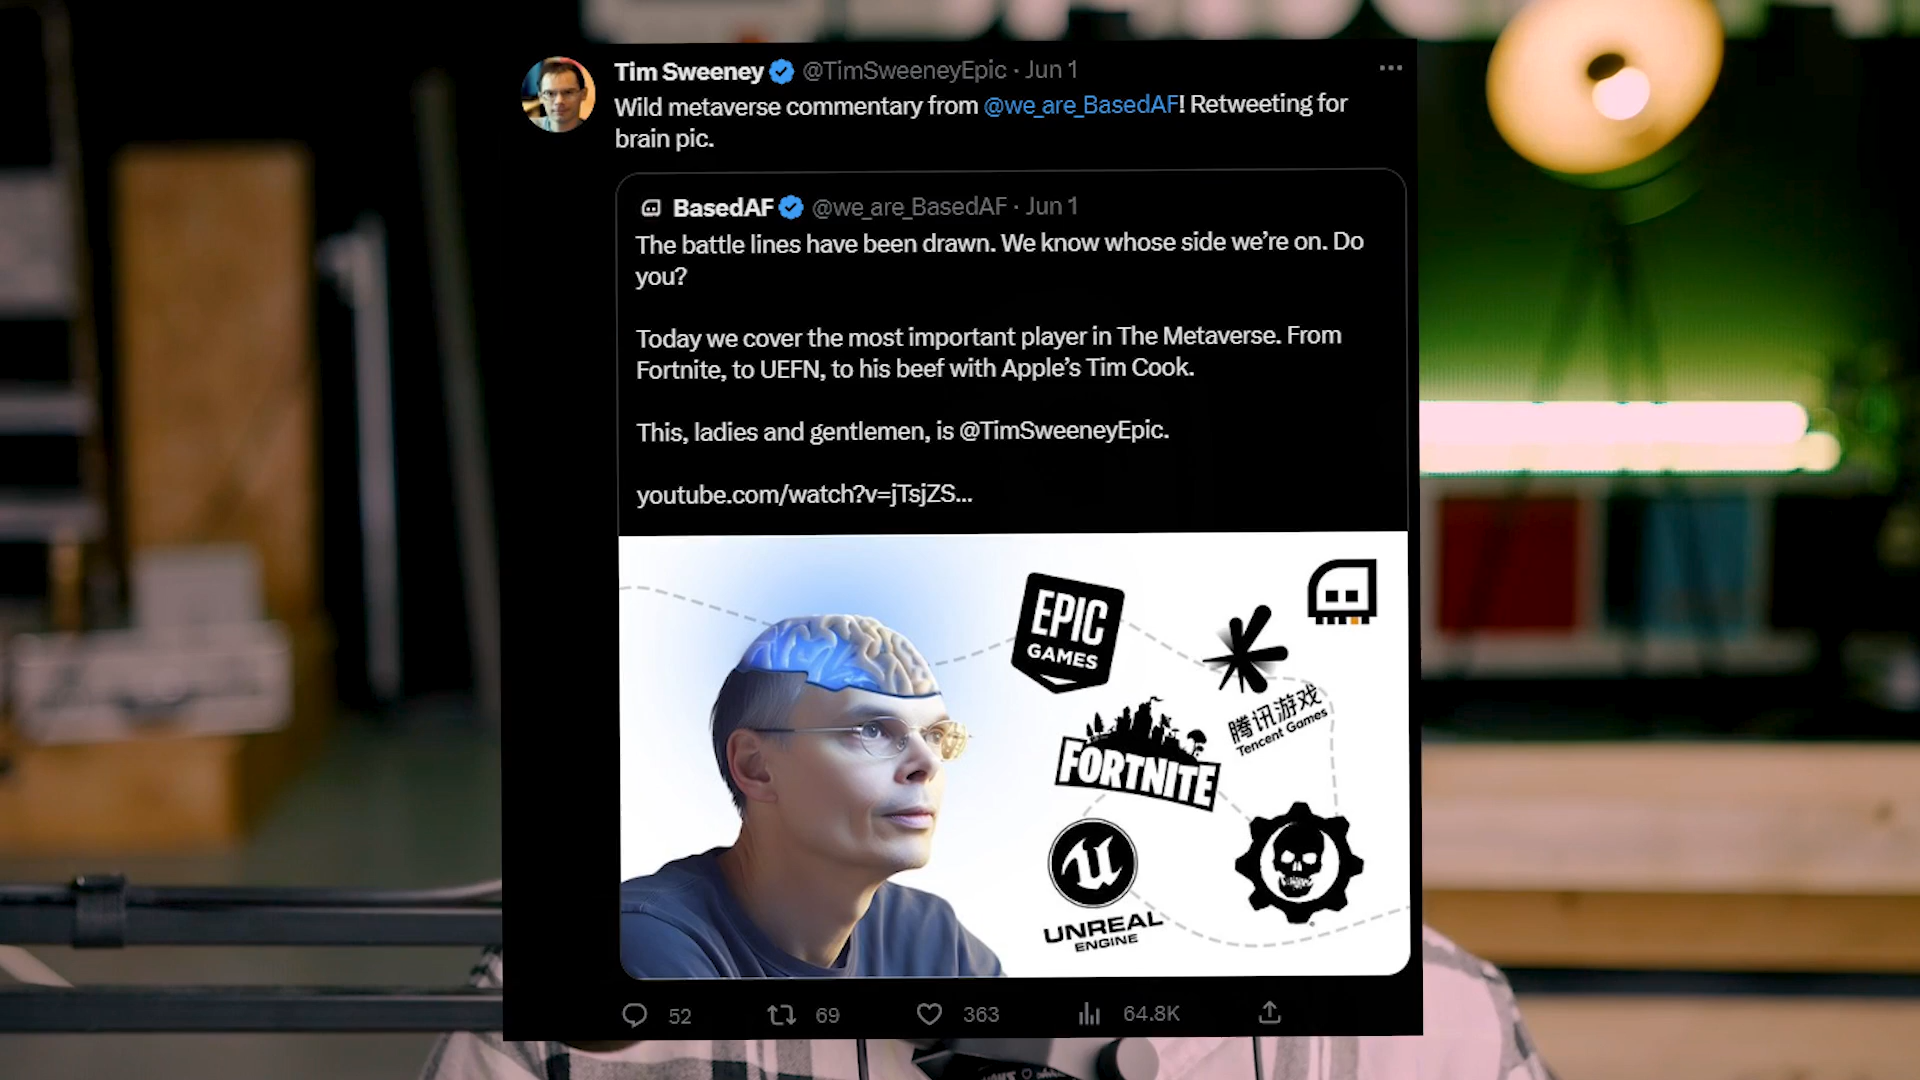 Tim Sweeney @TimSweeneyEpic · Jun 1
Wild metaverse commentary from @we_are_BasedAF! Retweeting for
brain pic.
BasedAF @we_are_BasedAF · Jun 1
The battle lines have been drawn. We know whose side we’re on. Do
you?
Today we cover the most important player in The Metaverse. From
Fortnite, to UEFN, to his beef with Apple’s Tim Cook.
This, ladies and gentlemen, is @TimSweeneyEpic.
youtube.com/watch?v=jTsjZS...
EPIC
GAMES
腾讯游戏
Tencent Games
FORTNITE
UNREAL
ENGINE
52 69 363 64.8K